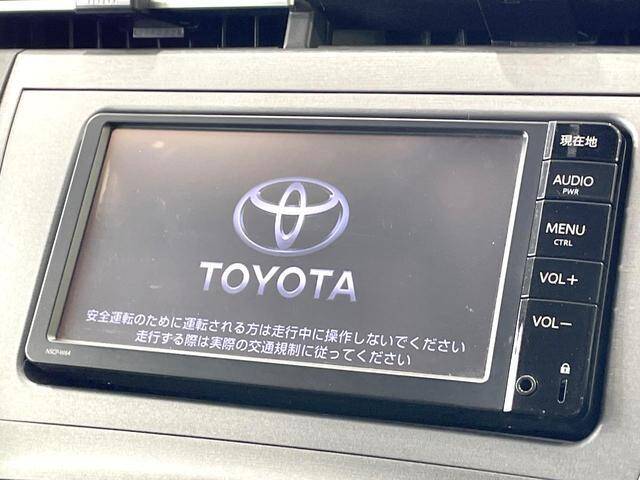 TOYOTA
安全運転のために運転される方は走行中に操作しないでください
走行する際は実際の交通規制に従ってください
NSCP-W64
現在地
AUDIO
PWR
MENU
CTRL
VOL+
VOL−